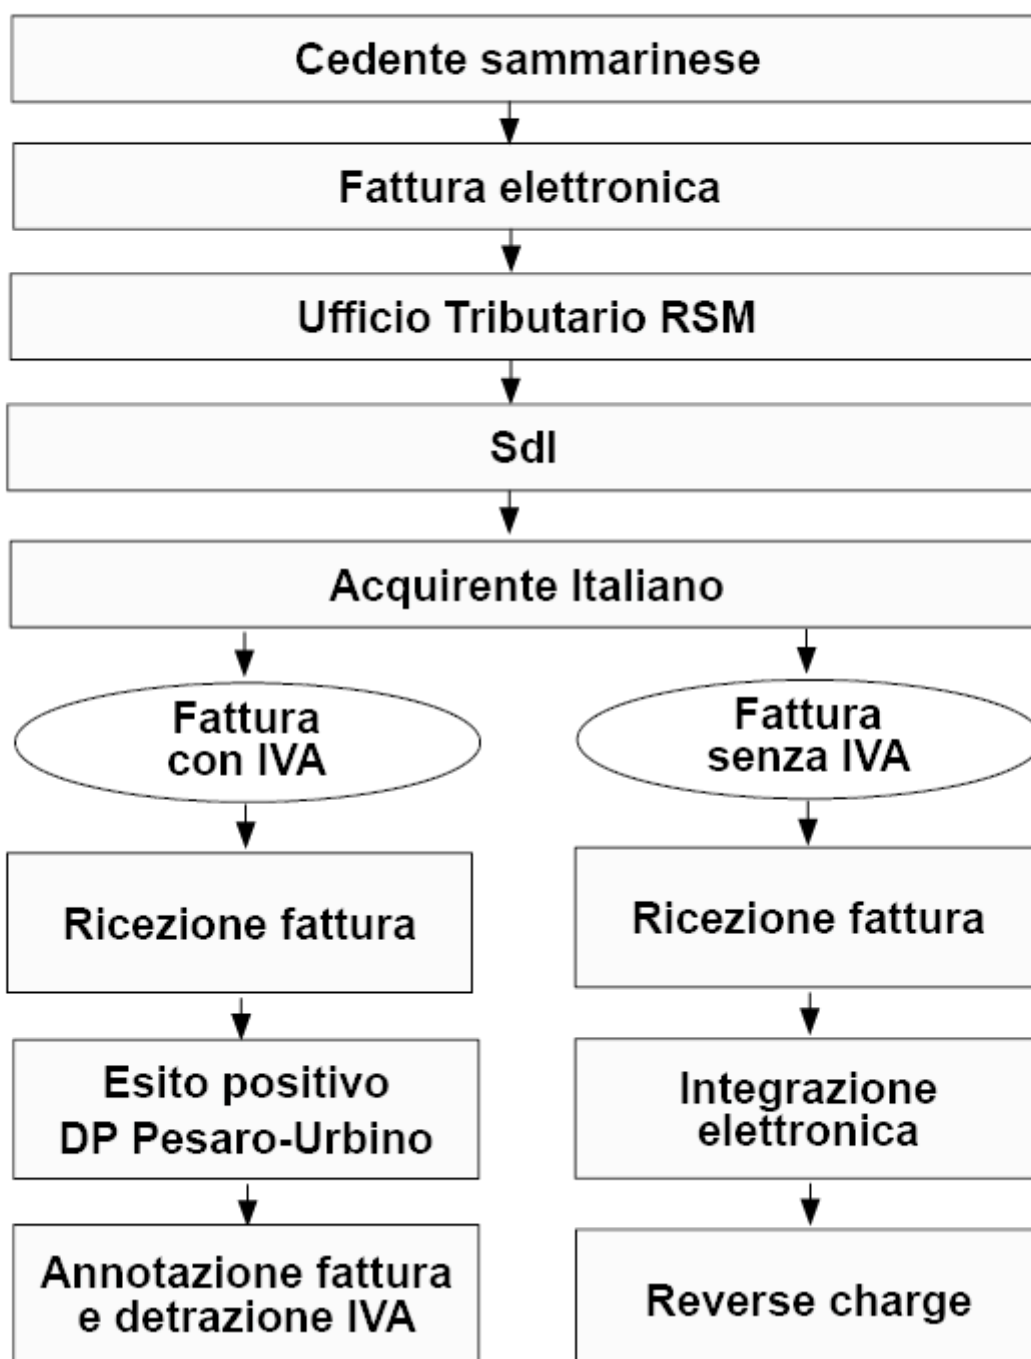 Cedente sammarinese
Fattura elettronica
Ufficio Tributario RSM
SdI
Acquirente Italiano
Fattura
con IVA
Fattura
senza IVA
Ricezione fattura
Ricezione fattura
Esito positivo
DP Pesaro-Urbino
Integrazione
elettronica
Annotazione fattura
e detrazione IVA
Reverse charge